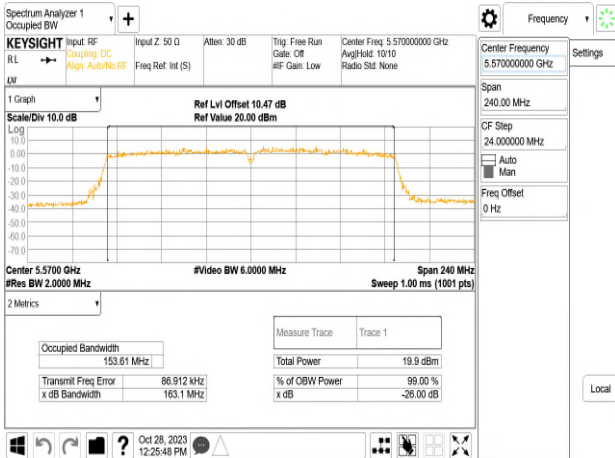 Spectrum Analyzer 1
Occupied BW
+
Frequency
KEYSIGHT
Input: RF
Input Z: 50 Ω
Atten: 30 dB
Trig: Free Run
Center Freq: 5.570000000 GHz
RL
Coupling: DC
Gate: Off
Avg|Hold: 10/10
Align: Auto/No RF
Freq Ref: Int (S)
#IF Gain: Low
Radio Std: None
LXI
Center Frequency
5.570000000 GHz
Settings
Span
240.00 MHz
CF Step
24.000000 MHz
Auto
Man
Freq Offset
0 Hz
Local
1 Graph
Ref Lvl Offset 10.47 dB
Scale/Div 10.0 dB
Ref Value 20.00 dBm
Log
10.0
0.00
-10.0
-20.0
-30.0
-40.0
-50.0
-60.0
-70.0
Center 5.5700 GHz
#Video BW 6.0000 MHz
Span 240 MHz
#Res BW 2.0000 MHz
Sweep 1.00 ms (1001 pts)
2 Metrics
Measure Trace
Trace 1
Occupied Bandwidth
153.61 MHz
Total Power
19.9 dBm
Transmit Freq Error
86.912 kHz
% of OBW Power
99.00 %
x dB Bandwidth
163.1 MHz
x dB
-26.00 dB
?
Oct 28, 2023
12:25:48 PM